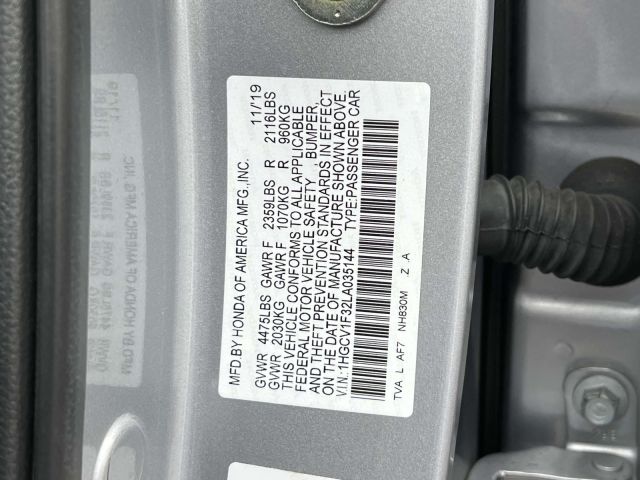 MFD.BY HONDA OF AMERICA MFG.,INC. 11/19
GVWR 4475LBS GAWR F 2359LBS R 2116LBS
GVWR 2030KG GAWR F 1070KG R 960KG
THIS VEHICLE CONFORMS TO ALL APPLICABLE
FEDERAL MOTOR VEHICLE SAFETY , BUMPER,
AND THEFT PREVENTION STANDARDS IN EFFECT
ON THE DATE OF MANUFACTURE SHOWN ABOVE.
V.I.N.:1HGCV1F32LA035144 TYPE:PASSENGER CAR
TVA L AF7 NH830M Z A